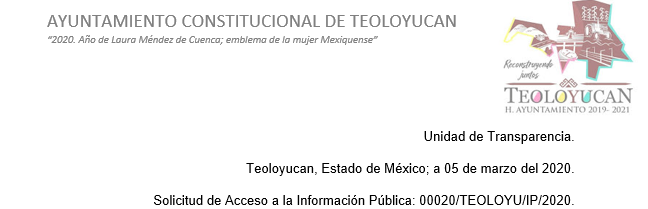 AYUNTAMIENTO CONSTITUCIONAL DE TEOLOYUCAN
"2020. Año de Laura Méndez de Cuenca; emblema de la mujer Mexiquense"
Reconstruyendo
juntos
TEOLOYUCAN
H. AYUNTAMIENTO 2019- 2021
Unidad de Transparencia.
Teoloyucan, Estado de México; a 05 de marzo del 2020.
Solicitud de Acceso a la Información Pública: 00020/TEOLOYU/IP/2020.